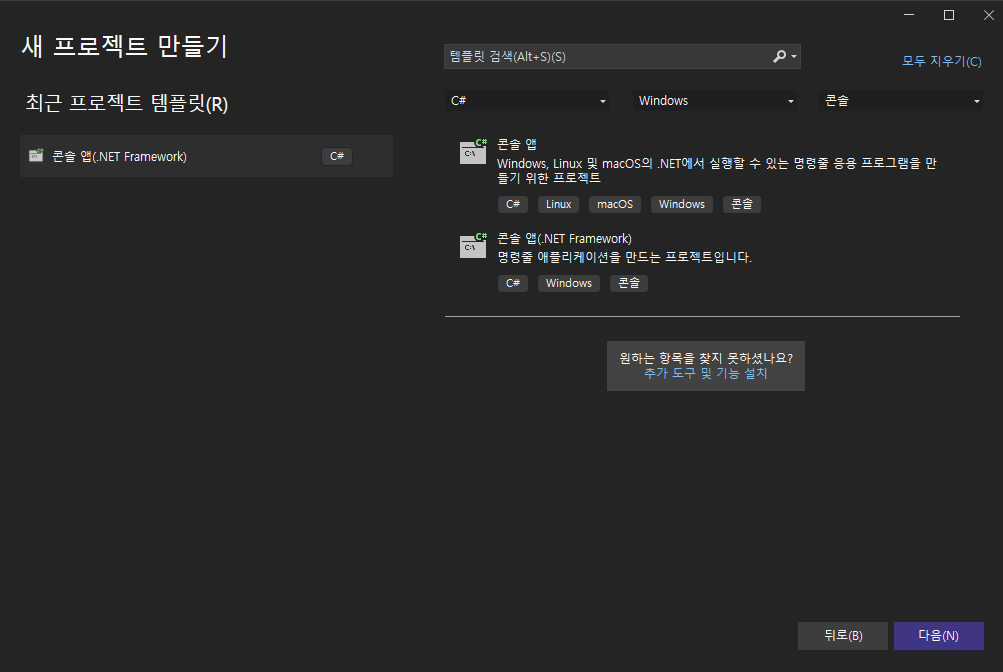 새 프로젝트 만들기
최근 프로젝트 템플릿(R)
콘솔 앱(.NET Framework)
C#
템플릿 검색(Alt+S)(S)
모두 지우기(C)
C#
Windows
콘솔
콘솔 앱
Windows, Linux 및 macOS의 .NET에서 실행할 수 있는 명령줄 응용 프로그램을 만
들기 위한 프로젝트
C#
Linux
macOS
Windows
콘솔
콘솔 앱(.NET Framework)
명령줄 애플리케이션을 만드는 프로젝트입니다.
C#
Windows
콘솔
원하는 항목을 찾지 못하셨나요?
추가 도구 및 기능 설치
뒤로(B)
다음(N)